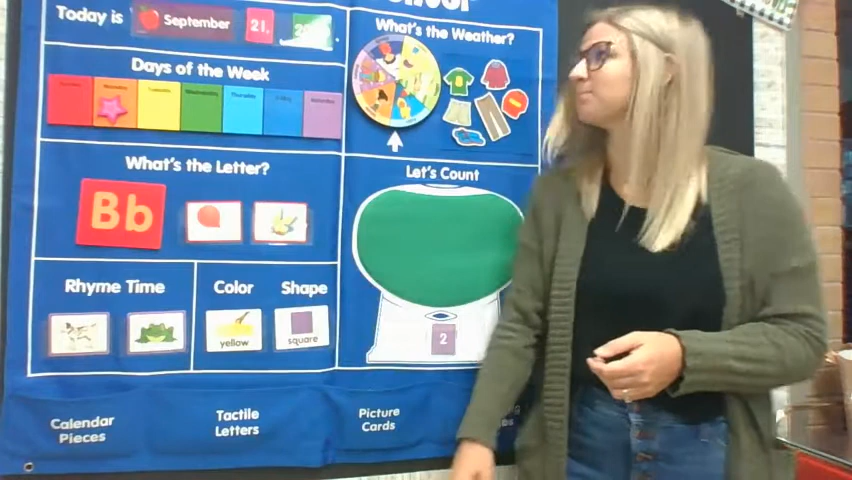 Today is September 21
Days of the Week
What's the Weather?
What's the Letter?
Bb
Let's Count
2
Rhyme Time
Color
Shape
yellow
square
Calendar
Pieces
Tactile
Letters
Picture
Cards